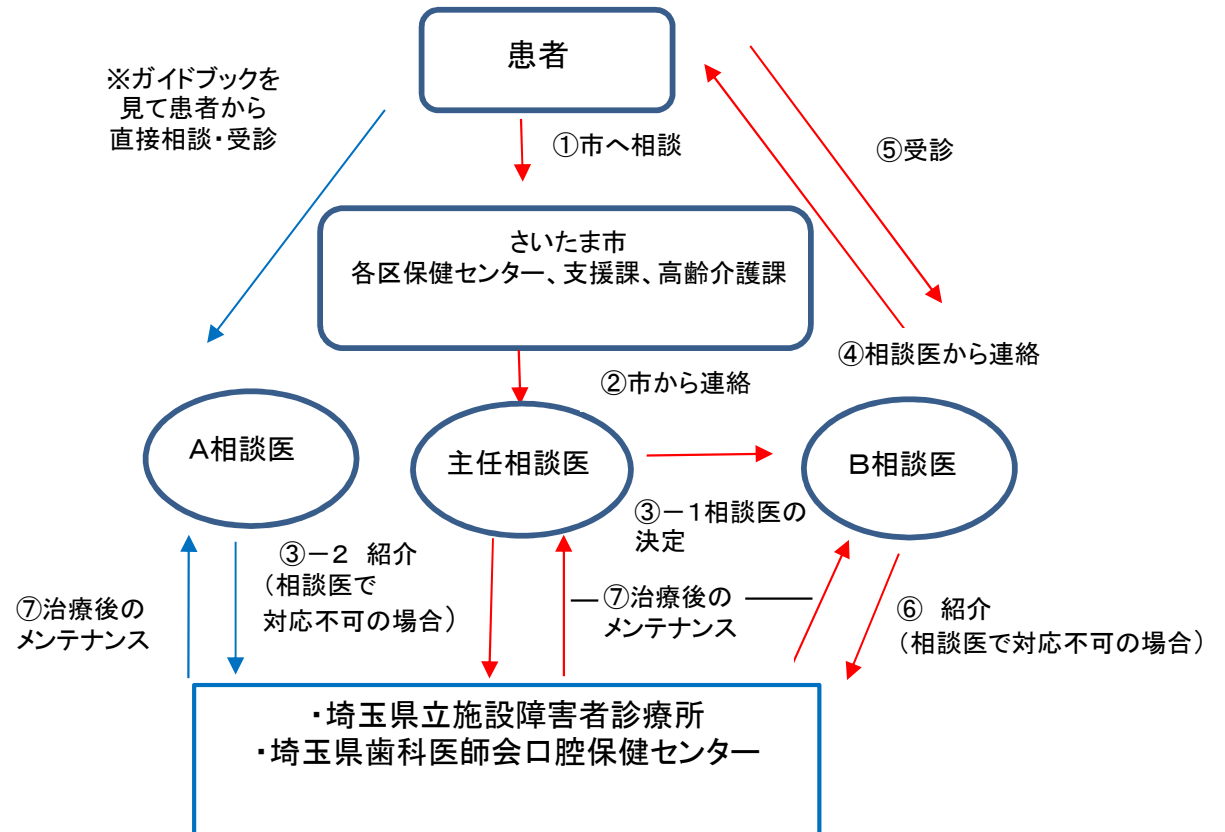 患者
※ガイドブックを
見て患者から
直接相談・受診
①市へ相談
⑤受診
さいたま市
各区保健センター、支援課、高齢介護課
④相談医から連絡
②市から連絡
A相談医
主任相談医
B相談医
③－１相談医の
決定
③－２ 紹介
（相談医で
対応不可の場合）
⑦治療後の
メンテナンス
⑦治療後の
メンテナンス
⑥ 紹介
（相談医で対応不可の場合）
・埼玉県立施設障害者診療所
・埼玉県歯科医師会口腔保健センター